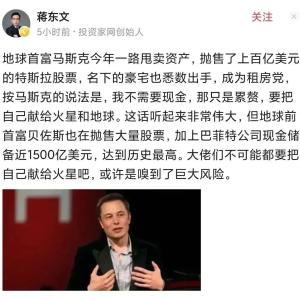 蒋东文
关注
5小时前·投资家网创始人
地球首富马斯克今年一路甩卖资产，抛售了上百亿美元
的特斯拉股票，名下的豪宅也悉数出手，成为租房党，
按马斯克的说法是，我不需要现金，那只是累赘，要把
自己献给火星和地球。这话听起来非常伟大，但地球前
首富贝佐斯也在抛售大量股票，加上巴菲特公司现金储
备近1500亿美元，达到历史最高。大佬们不可能都要把
自己献给火星吧，或许是嗅到了巨大风险。